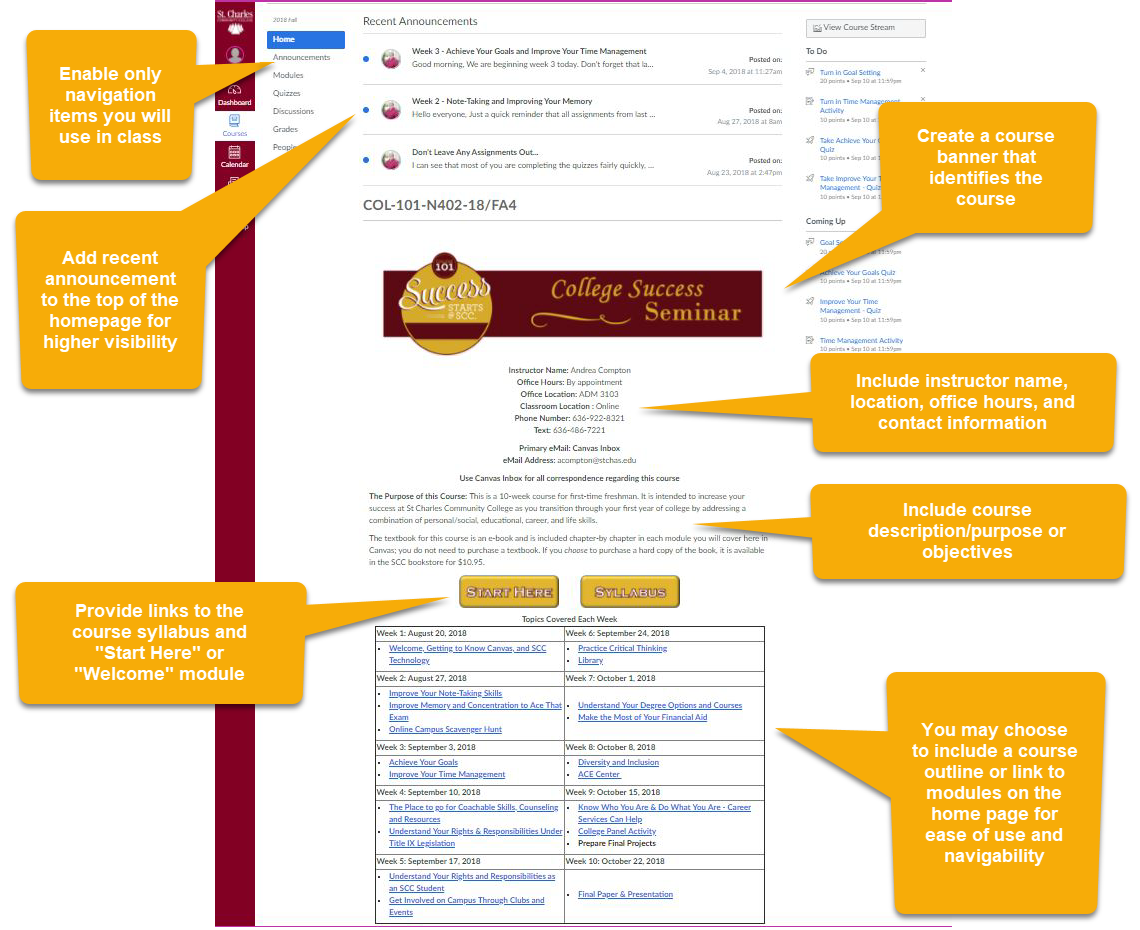 St. Charles
COMMUNITY COLLEGE
Dashboard
Courses
Calendar
2018 Fall
Home
Announcements
Modules
Quizzes
Discussions
Grades
People
Enable only
navigation
items you will
use in class
Add recent
announcement
to the top of the
homepage for
higher visibility
Recent Announcements
Week 3 - Achieve Your Goals and Improve Your Time Management
Good morning, We are beginning week 3 today. Don't forget that la...
Posted on:
Sep 4, 2018 at 11:27am
Week 2 - Note-Taking and Improving Your Memory
Hello everyone, Just a quick reminder that all assignments from last ...
Posted on:
Aug 27, 2018 at 8am
Don't Leave Any Assignments Out...
I can see that most of you are completing the quizzes fairly quickly, ...
Posted on:
Aug 23, 2018 at 2:47pm
View Course Stream
To Do
Turn in Goal Setting
20 points • Sep 10 at 11:59pm
Turn in Time Management
Activity
10 points • Sep 10
Take Achieve Your
Quiz
10 points • Sep 10
Take Improve Your
Management - Quiz
10 points • Sep 10
Coming Up
Goal
Achieve Your Goals Quiz
10 points • Sep 10 at 11:59pm
Improve Your Time
Management - Quiz
10 points • Sep 10 at 11:59pm
Time Management Activity
10 points • Sep 10 at 11:59pm
Create a course
banner that
identifies the
course
COL-101-N402-18/FA4
101
Success
STARTS
@ SCC.
College Success
Seminar
Instructor Name: Andrea Compton
Office Hours: By appointment
Office Location: ADM 3103
Classroom Location : Online
Phone Number: 636-922-8321
Text: 636-486-7221
Primary eMail: Canvas Inbox
eMail Address: acompton@stchas.edu
Use Canvas Inbox for all correspondence regarding this course
Include instructor name,
location, office hours, and
contact information
The Purpose of this Course: This is a 10-week course for first-time freshman. It is intended to increase your
success at St Charles Community College as you transition through your first year of college by addressing a
combination of personal/social, educational, career, and life skills.
The textbook for this course is an e-book and is included chapter-by chapter in each module you will cover here in
Canvas; you do not need to purchase a textbook. If you choose to purchase a hard copy of the book, it is available
in the SCC bookstore for $10.95.
Include course
description/purpose or
objectives
START HERE
SYLLABUS
Provide links to the
course syllabus and
"Start Here" or
"Welcome" module
Topics Covered Each Week
Week 1: August 20, 2018
• Welcome, Getting to Know Canvas, and SCC
Technology
Week 6: September 24, 2018
• Practice Critical Thinking
• Library
Week 2: August 27, 2018
• Improve Your Note-Taking Skills
• Improve Memory and Concentration to Ace That
Exam
• Online Campus Scavenger Hunt
Week 7: October 1, 2018
• Understand Your Degree Options and Courses
• Make the Most of Your Financial Aid
Week 3: September 3, 2018
• Achieve Your Goals
• Improve Your Time Management
Week 8: October 8, 2018
• Diversity and Inclusion
• ACE Center
Week 4: September 10, 2018
• The Place to go for Coachable Skills, Counseling
and Resources
• Understand Your Rights & Responsibilities Under
Title IX Legislation
Week 9: October 15, 2018
• Know Who You Are & Do What You Are - Career
Services Can Help
• College Panel Activity
• Prepare Final Projects
Week 5: September 17, 2018
• Understand Your Rights and Responsibilities as
an SCC Student
• Get Involved on Campus Through Clubs and
Events
Week 10: October 22, 2018
• Final Paper & Presentation
You may choose
to include a course
outline or link to
modules on the
home page for
ease of use and
navigability